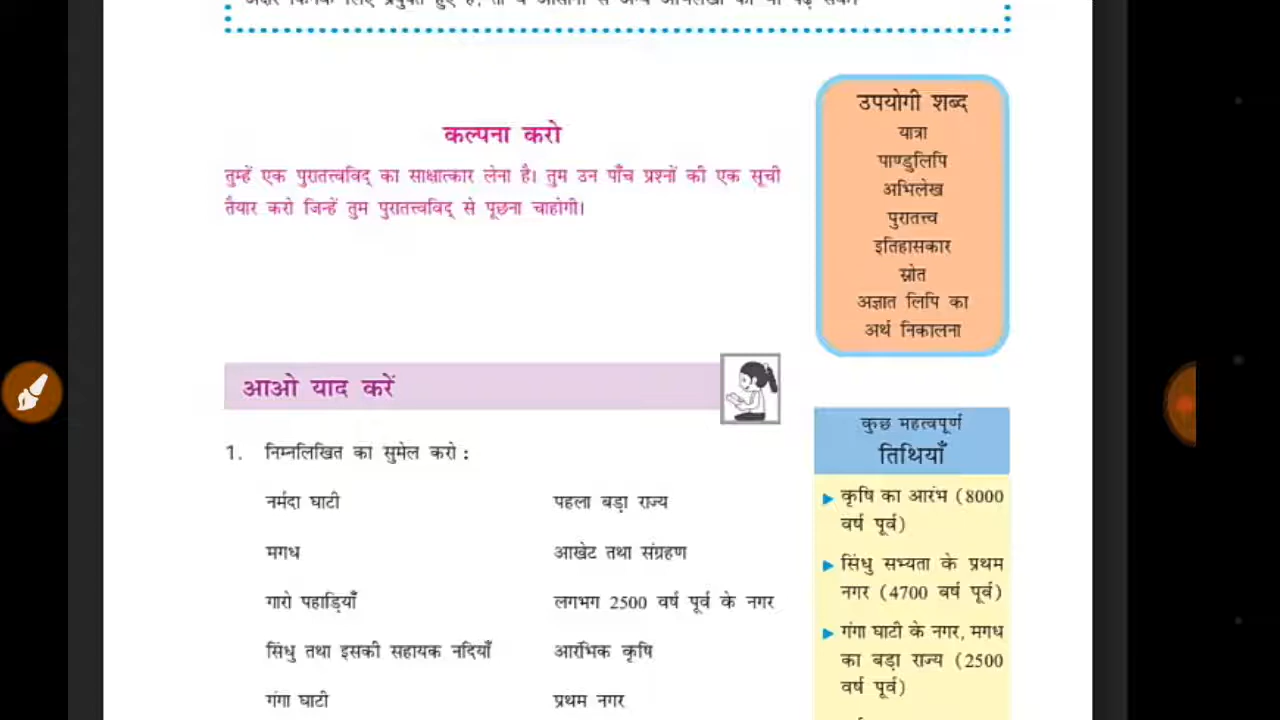 कल्पना करो
तुम्हें एक पुरातत्त्वविद् का साक्षात्कार लेना है। तुम उन पाँच प्रश्नों की एक सूची
तैयार करो जिन्हें तुम पुरातत्त्वविद् से पूछना चाहोगी।
उपयोगी शब्द
यात्रा
पाण्डुलिपि
अभिलेख
पुरातत्त्व
इतिहासकार
स्रोत
अज्ञात लिपि का
अर्थ निकालना
आओ याद करें
1. निम्नलिखित का सुमेल करो :
नर्मदा घाटी पहला बड़ा राज्य
मगध आखेट तथा संग्रहण
गारो पहाड़ियाँ लगभग 2500 वर्ष पूर्व के नगर
सिंधु तथा इसकी सहायक नदियाँ आरंभिक कृषि
गंगा घाटी प्रथम नगर
कुछ महत्वपूर्ण
तिथियाँ
▶ कृषि का आरंभ (8000
वर्ष पूर्व)
▶ सिंधु सभ्यता के प्रथम
नगर (4700 वर्ष पूर्व)
▶ गंगा घाटी के नगर, मगध
का बड़ा राज्य (2500
वर्ष पूर्व)